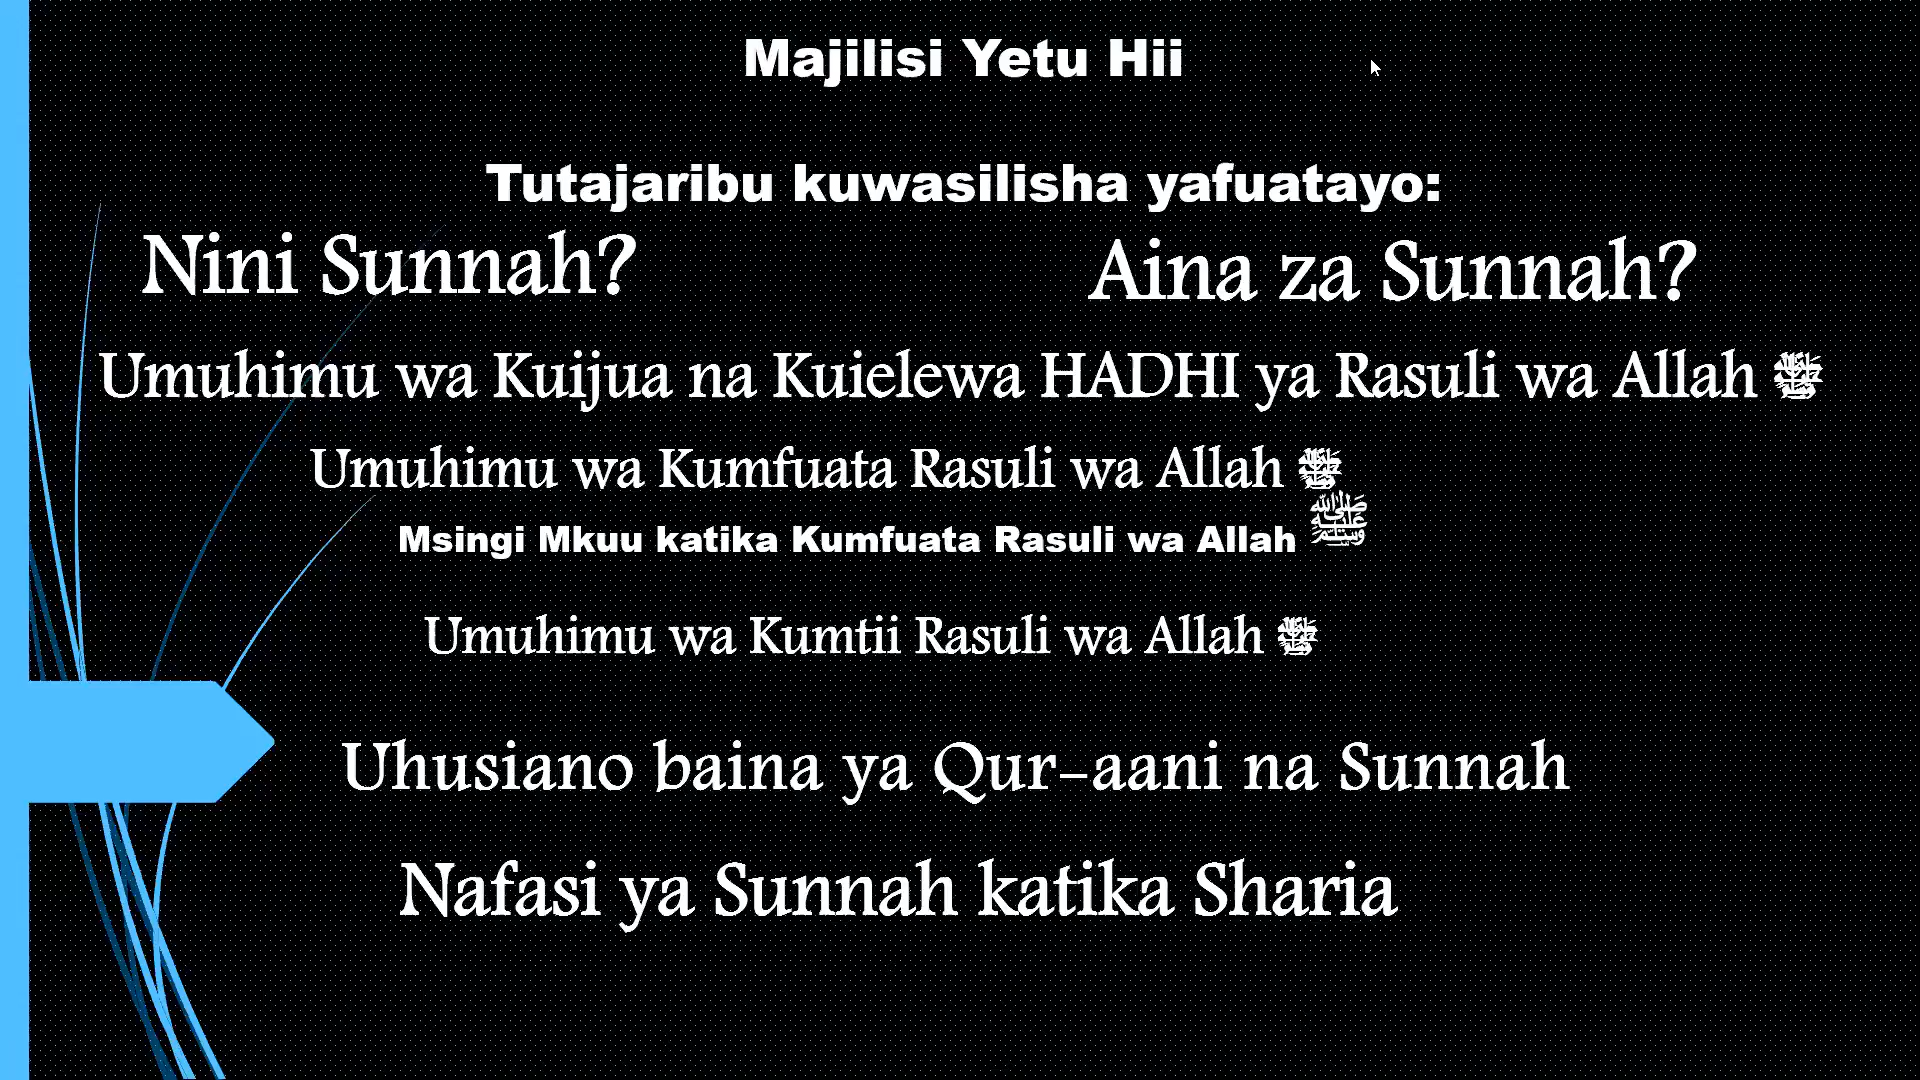 Majilisi Yetu Hii
Tutajaribu kuwasilisha yafuatayo:
Nini Sunnah?
Aina za Sunnah?
Umuhimu wa Kuijua na Kuielewa HADHI ya Rasuli wa Allah ﷺ
Umuhimu wa Kumfuata Rasuli wa Allah ﷺ
Msingi Mkuu katika Kumfuata Rasuli wa Allah ﷺ
Umuhimu wa Kumtii Rasuli wa Allah ﷺ
Uhusiano baina ya Qur-aani na Sunnah
Nafasi ya Sunnah katika Sharia